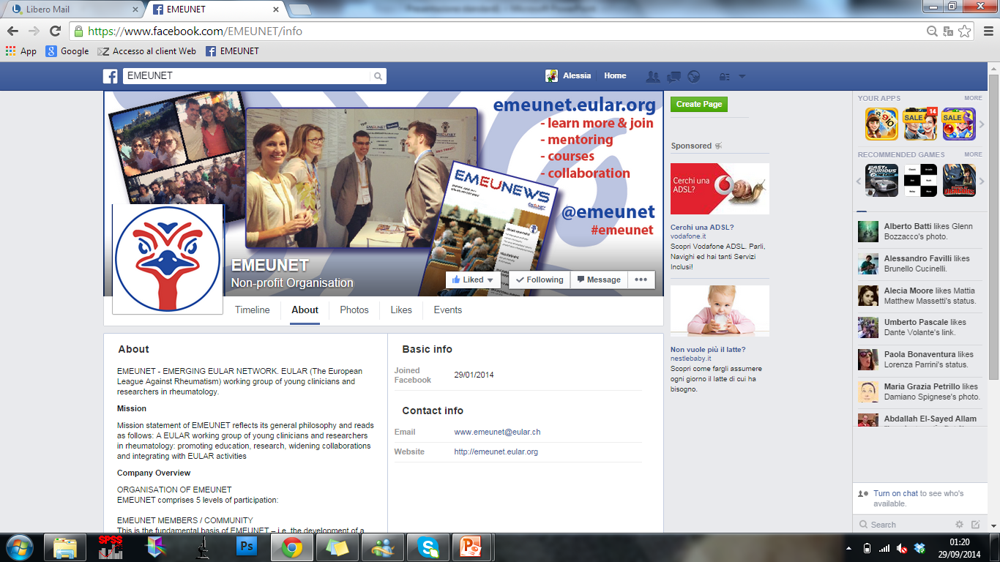 Libero Mail
EMEUNET
https://www.facebook.com/EMEUNET/info
App
Google
Accesso al client Web
EMEUNET
EMEUNET
Alessia
Home
emeunet.eular.org
- learn more & join
- mentoring
- courses
- collaboration
EMEUNEWS
@emeunet
#emeunet
EMEUNET
Non-profit Organisation
Liked
Following
Message
Timeline
About
Photos
Likes
Events
About
EMEUNET - EMERGING EULAR NETWORK. EULAR (The European
League Against Rheumatism) working group of young clinicians and
researchers in rheumatology.
Mission
Mission statement of EMEUNET reflects its general philosophy and reads
as follows: A EULAR working group of young clinicians and researchers
in rheumatology: promoting education, research, widening collaborations
and integrating with EULAR activities
Company Overview
ORGANISATION OF EMEUNET
EMEUNET comprises 5 levels of participation:
EMEUNET MEMBERS / COMMUNITY
This is the fundamental basis of EMEUNET – i.e. the development of a
Basic info
Joined
Facebook
29/01/2014
Contact info
Email
www.emeunet@eular.ch
Website
http://emeunet.eular.org
Create Page
Sponsored
Cerchi una
ADSL?
Cerchi una ADSL?
vodafone.it
Scopri Vodafone ADSL. Parli,
Navighi ed hai tanti Servizi
Inclusi!
Non vuole più il latte?
nestlebaby.it
Scopri come fargli assumere
ogni giorno il latte di cui ha
bisogno.
YOUR APPS
MORE
SALE
14
SALE
RECOMMENDED GAMES
MORE
Alberto Batti likes Glenn
Bozzacco's photo.
Alessandro Favilli likes
Brunello Cucinelli.
Alecia Moore likes Mattia
Matthew Massetti's status.
Umberto Pascale likes
Dante Volante's link.
Paola Bonaventura likes
Lorenza Parrini's status.
Maria Grazia Petrillo likes
Damiano Spignese's photo.
Abdallah El-Sayed Allam
Turn on chat to see who's
available.
Search
SPSS
Ps
01:20
29/09/2014